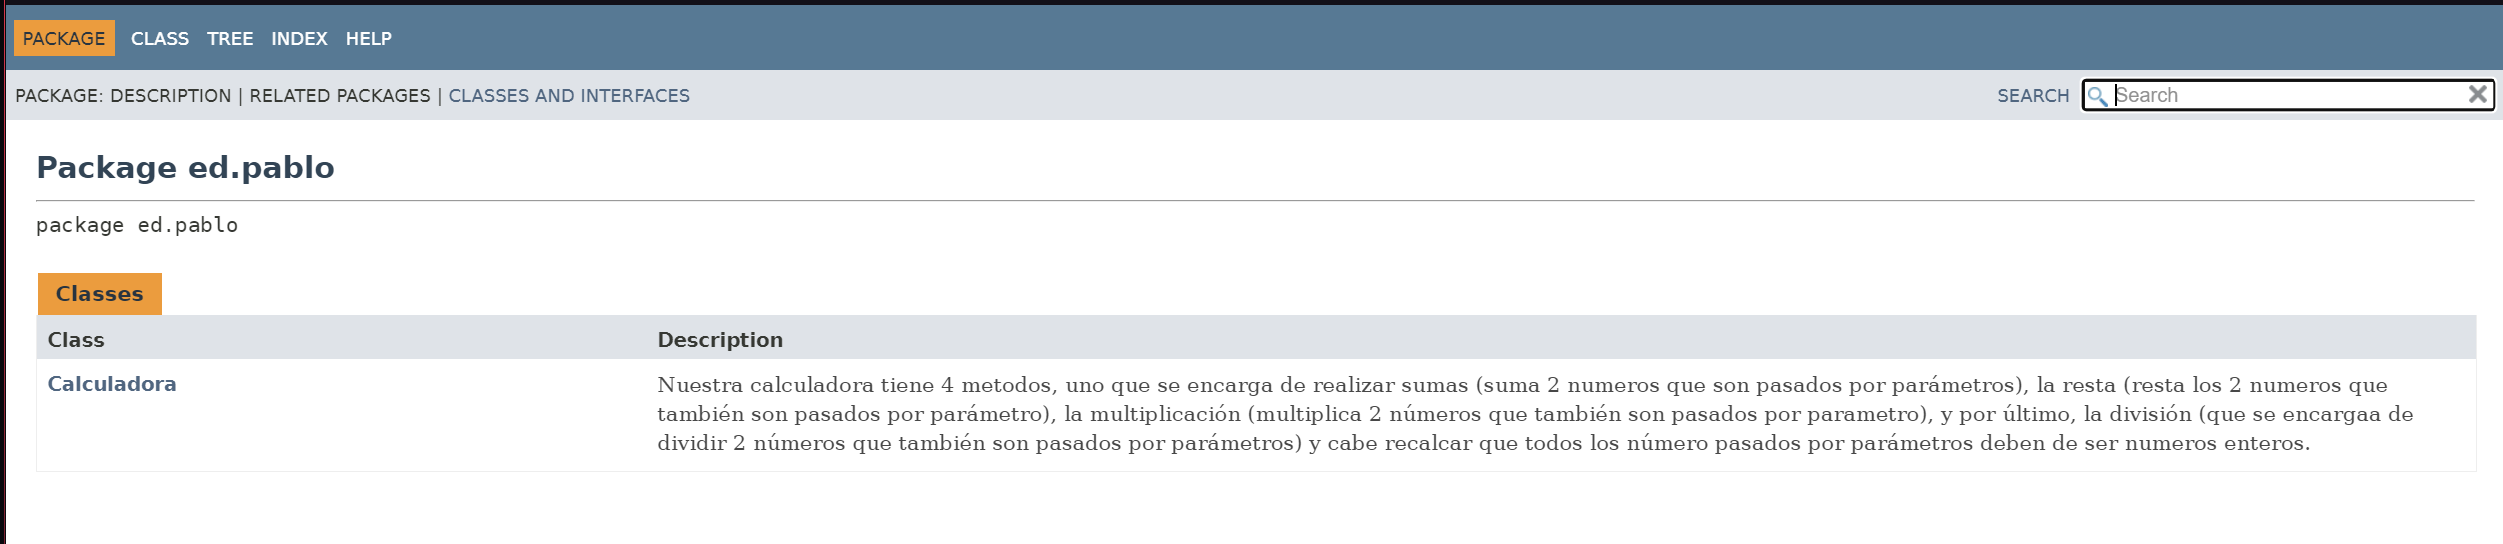 PACKAGE CLASS TREE INDEX HELP
PACKAGE: DESCRIPTION | RELATED PACKAGES | CLASSES AND INTERFACES SEARCH Search
Package ed.pablo
package ed.pablo
Classes
Class Description
Calculadora Nuestra calculadora tiene 4 metodos, uno que se encarga de realizar sumas (suma 2 numeros que son pasados por parámetros), la resta (resta los 2 numeros que
también son pasados por parámetro), la multiplicación (multiplica 2 números que también son pasados por parametro), y por último, la división (que se encargaa de
dividir 2 números que también son pasados por parámetros) y cabe recalcar que todos los número pasados por parámetros deben de ser numeros enteros.